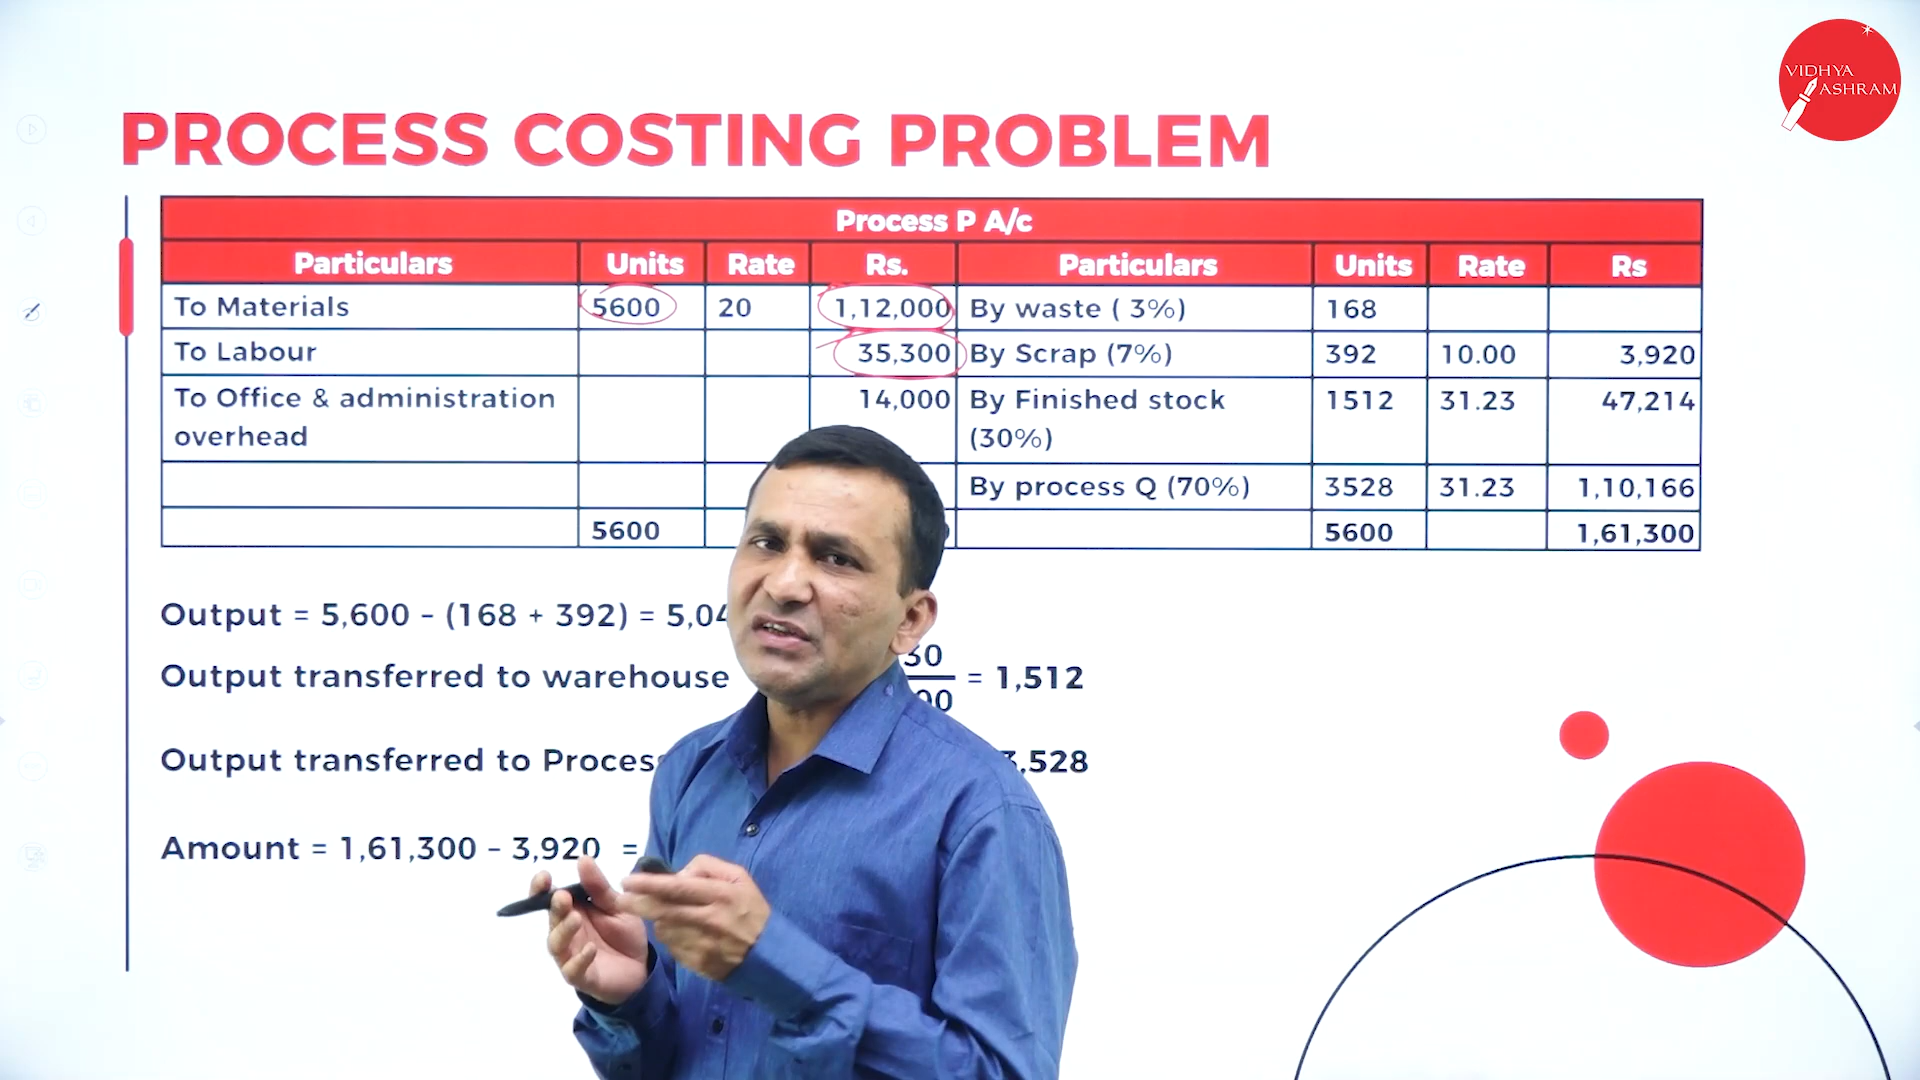 VIDHYA
ASHRAM
PROCESS COSTING PROBLEM
Process P A/c
Particulars Units Rate Rs. Particulars Units Rate Rs
To Materials 5600 20 1,12,000 By waste ( 3%) 168
To Labour 35,300 By Scrap (7%) 392 10.00 3,920
To Office & administration 14,000 By Finished stock 1512 31.23 47,214
overhead (30%)
By process Q (70%) 3528 31.23 1,10,166
5600 5600 1,61,300
Output = 5,600 - (168 + 392) =
Output transferred to warehouse = 1,512
Output transferred to
Amount = 1,61,300 - 3,920 =